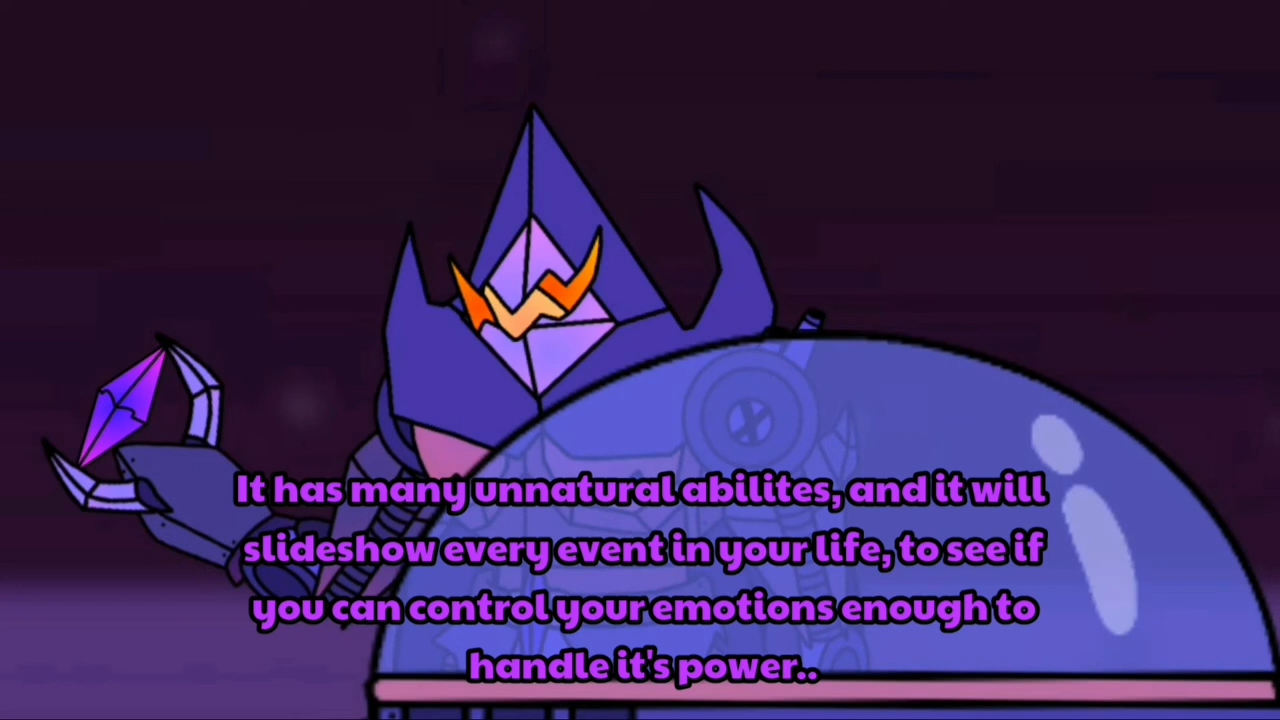 It has many unnatural abilites, and it will
slideshow every event in your life, to see if
you can control your emotions enough to
handle it's power..